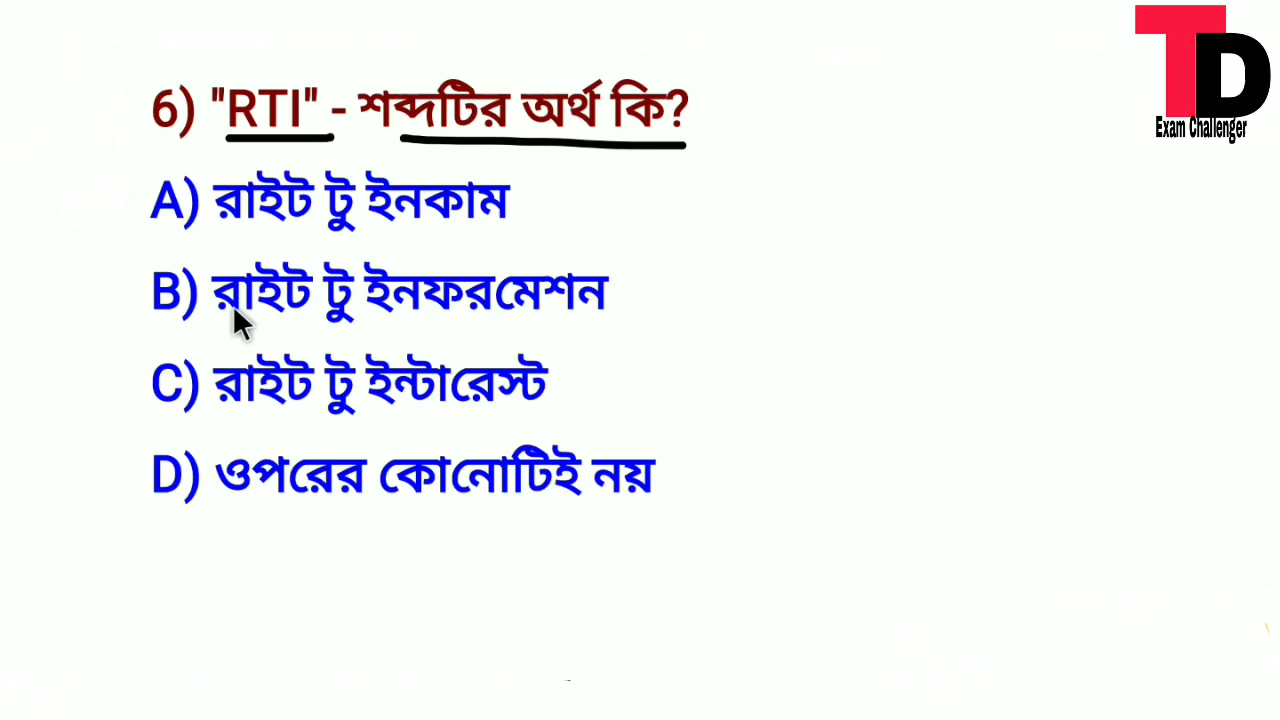 TD
Exam Challenger
6) "RTI" - শব্দটির অর্থ কি?
A) রাইট টু ইনকাম
B) রাইট টু ইনফরমেশন
C) রাইট টু ইন্টারেস্ট
D) ওপরের কোনোটিই নয়